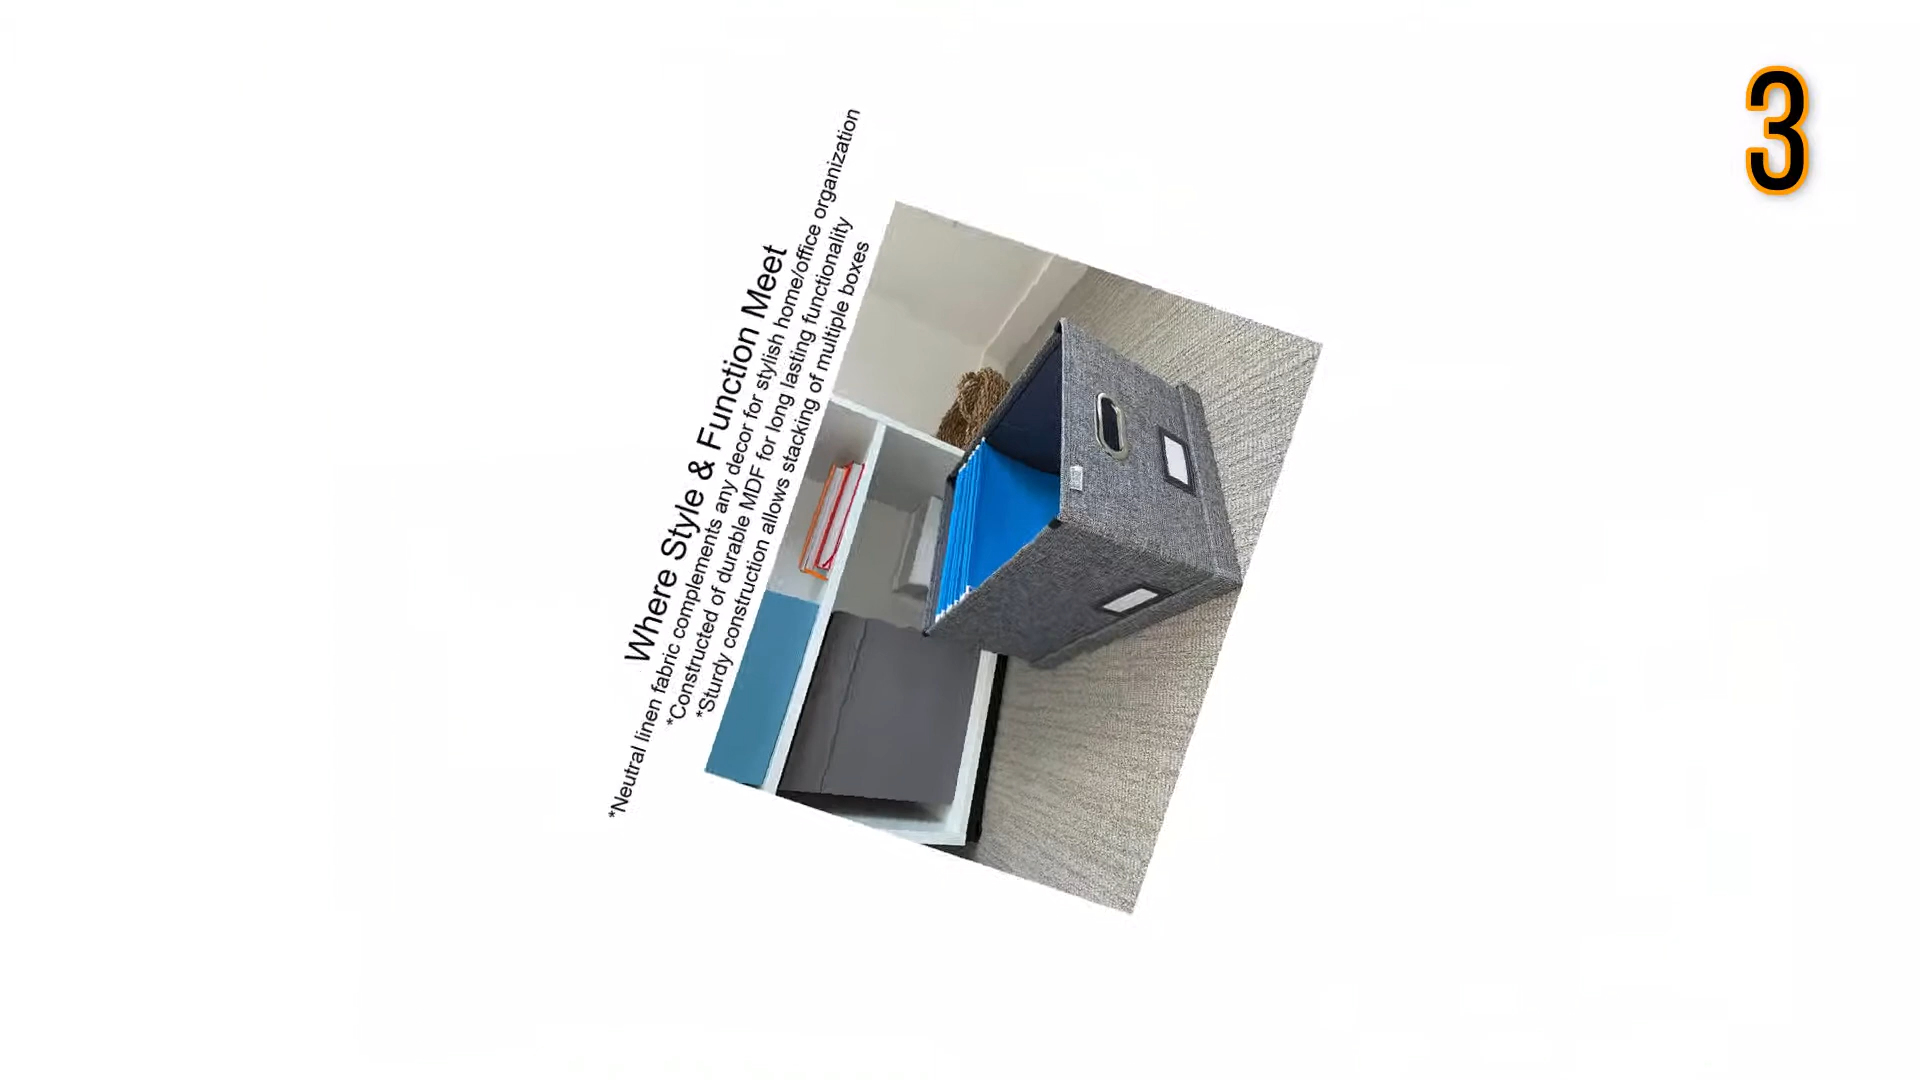 3
Where Style & Function Meet
*Neutral linen fabric complements any decor for stylish home/office organization
*Constructed of durable MDF for long lasting functionality
*Sturdy construction allows stacking of multiple boxes